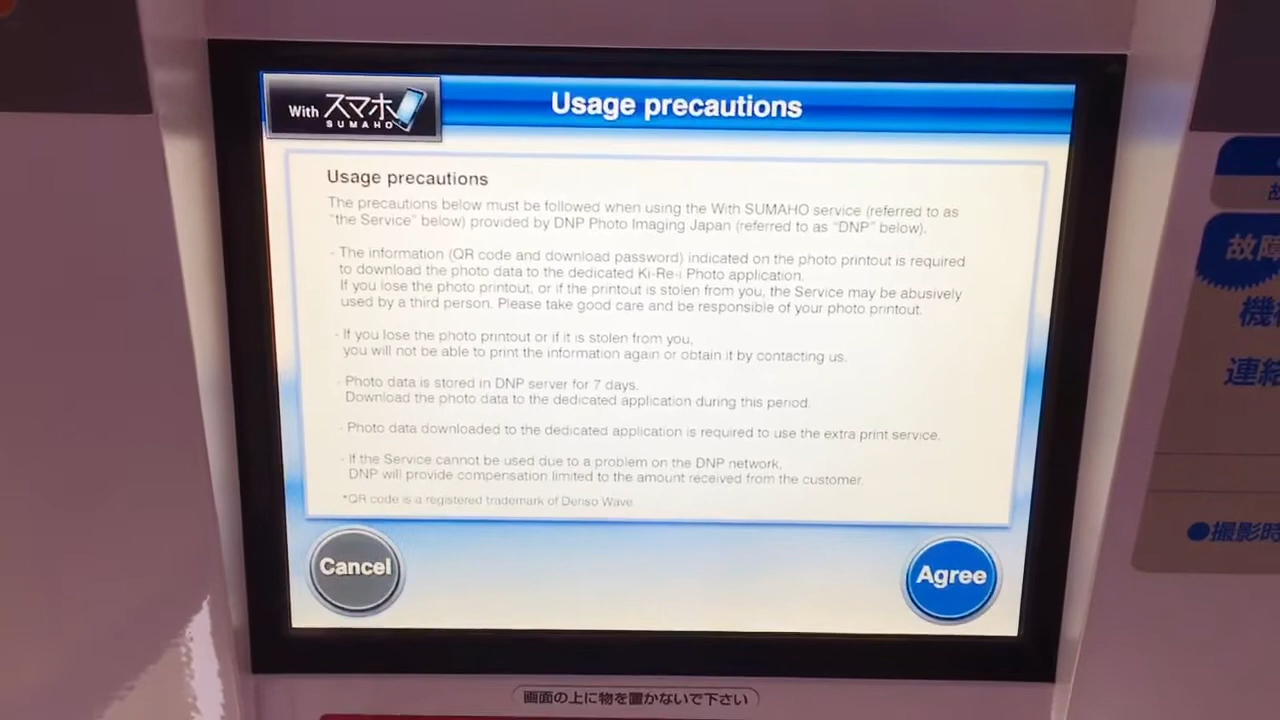 With スマホ
SUMAHO
Usage precautions
Usage precautions
The precautions below must be followed when using the With SUMAHO service (referred to as
"the Service" below) provided by DNP Photo Imaging Japan (referred to as "DNP" below).
- The information (QR code and download password) indicated on the photo printout is required
to download the photo data to the dedicated Ki-Re-i Photo application.
If you lose the photo printout, or if the printout is stolen from you, the Service may be abusively
used by a third person. Please take good care and be responsible of your photo printout.
- If you lose the photo printout or if it is stolen from you,
you will not be able to print the information again or obtain it by contacting us.
- Photo data is stored in DNP server for 7 days.
Download the photo data to the dedicated application during this period.
- Photo data downloaded to the dedicated application is required to use the extra print service.
- If the Service cannot be used due to a problem on the DNP network,
DNP will provide compensation limited to the amount received from the customer.
*QR code is a registered trademark of Denso Wave.
Cancel
Agree
画面の上に物を置かないで下さい
故障
連絡
●撮影時